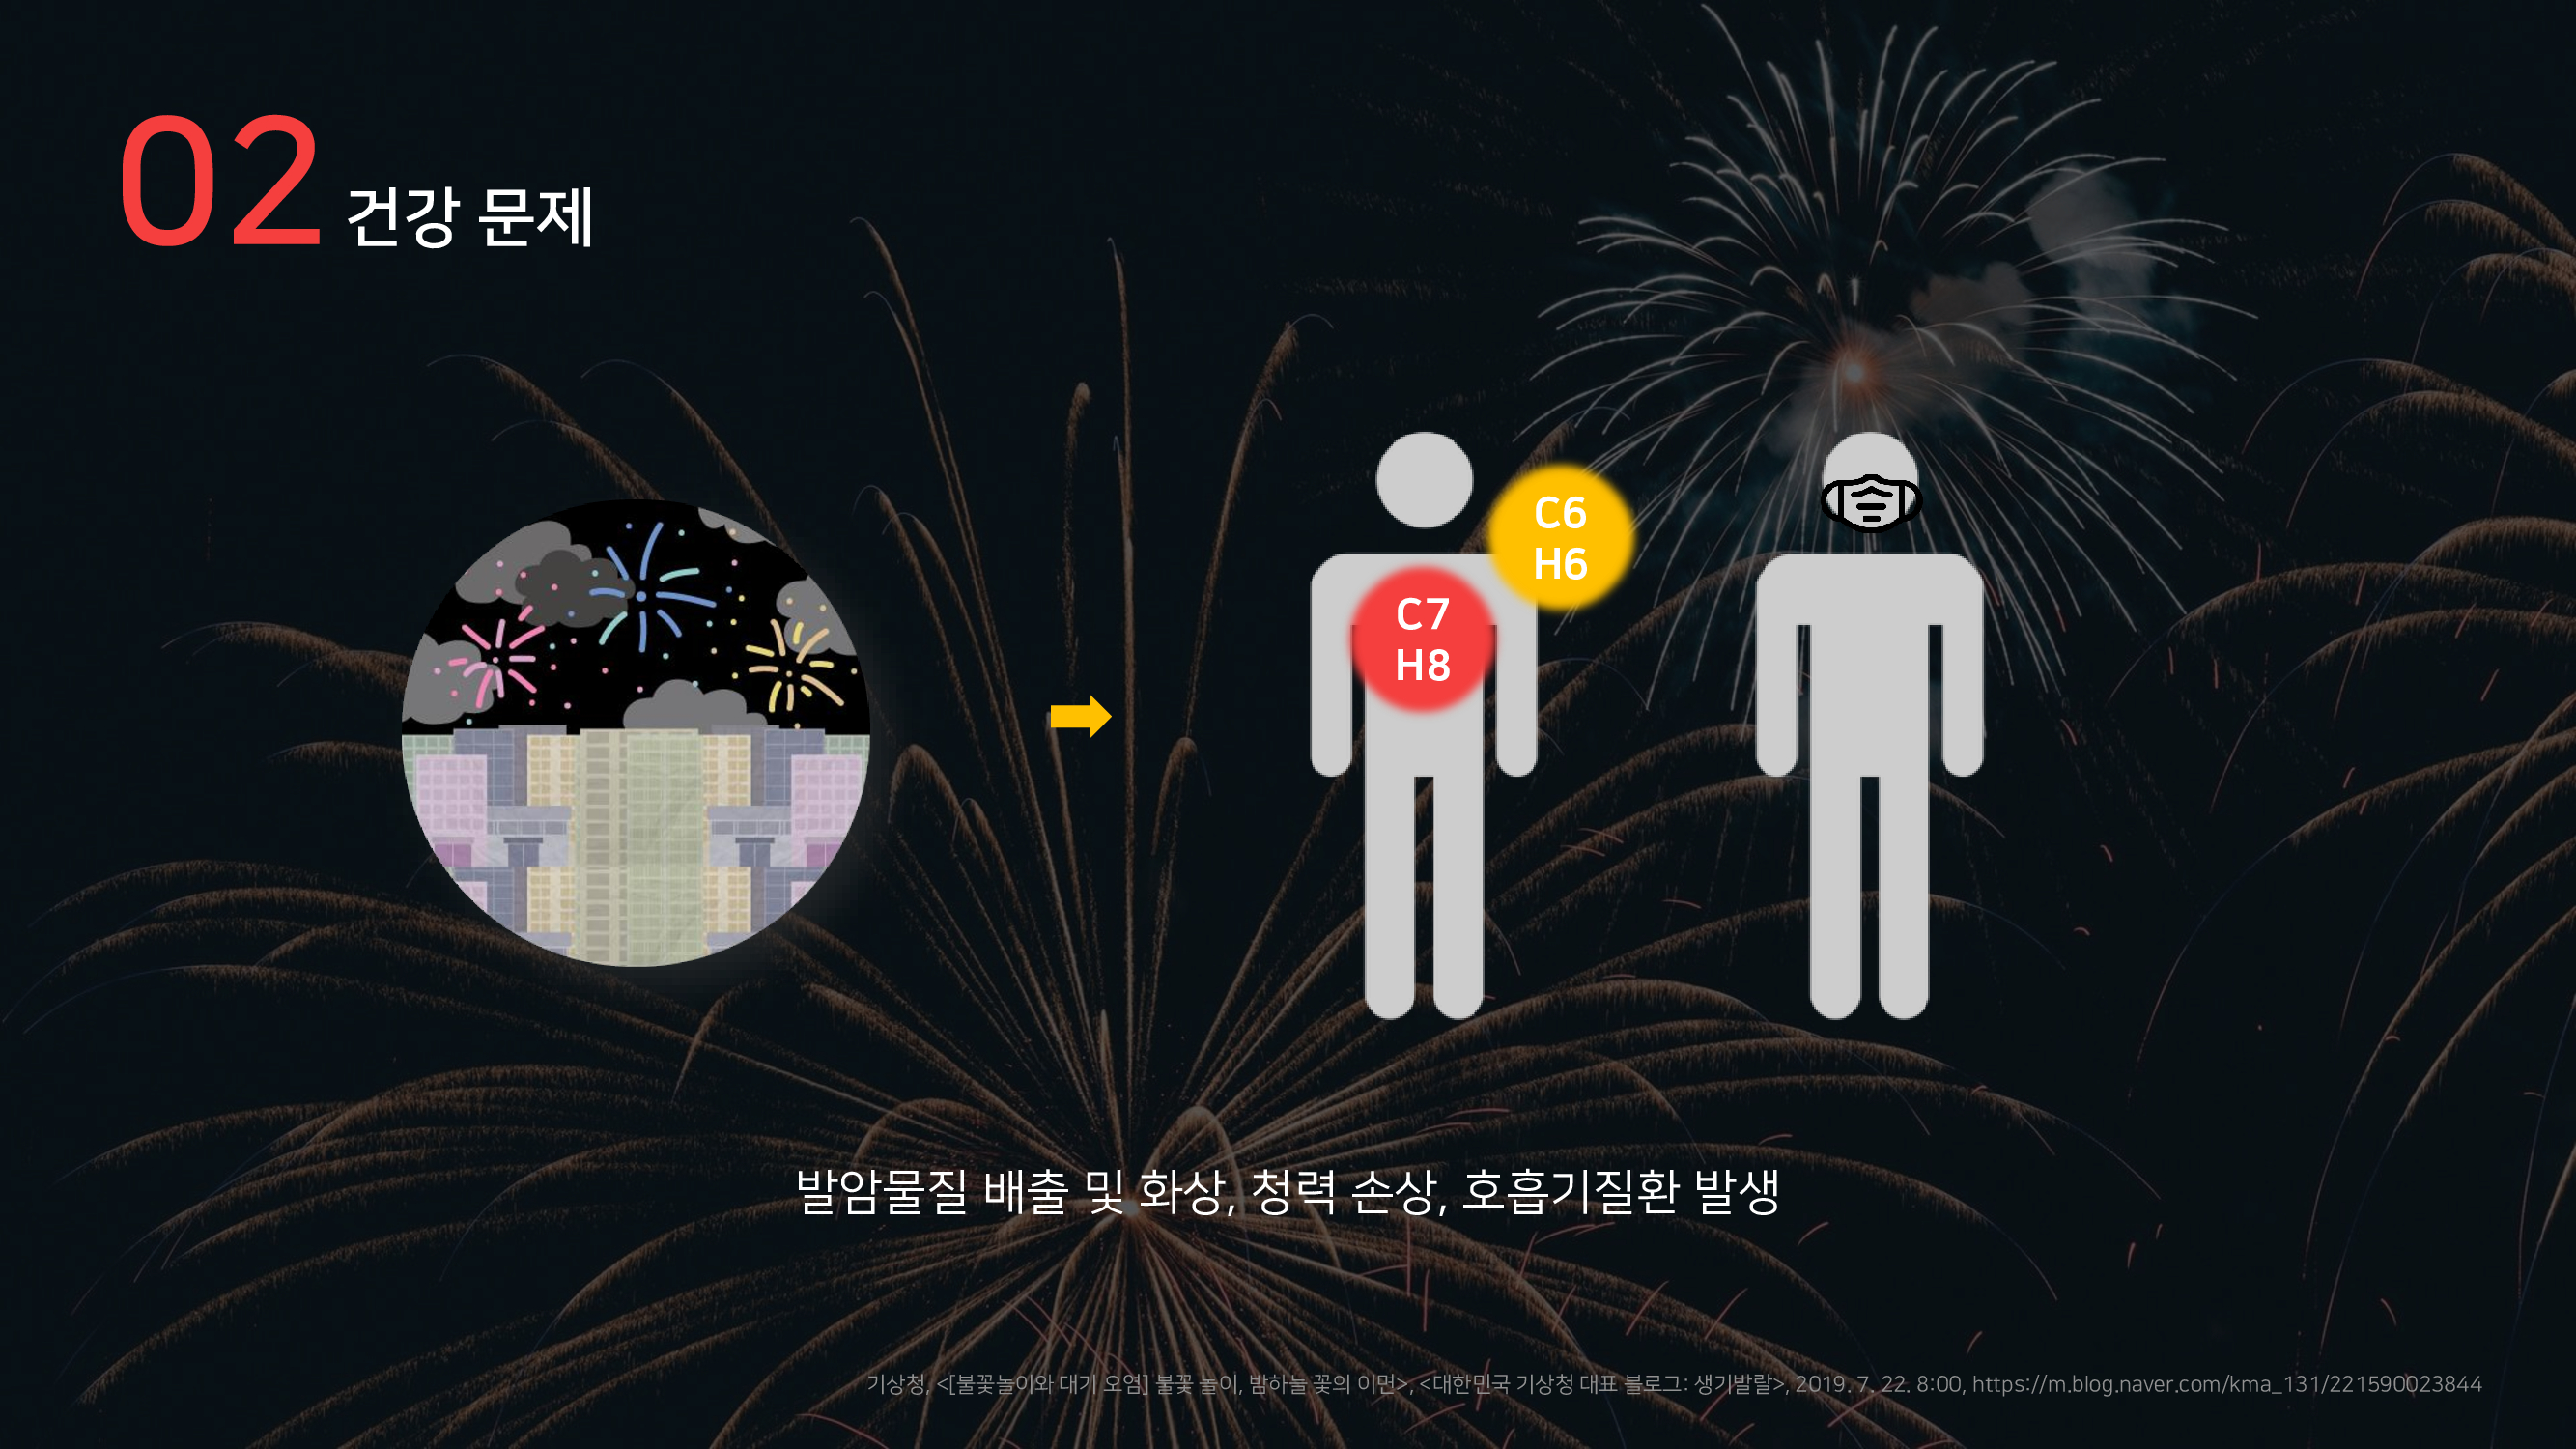 02 건강 문제
C6
H6
C7
H8
발암물질 배출 및 화상, 청력 손상, 호흡기질환 발생
기상청, <[불꽃놀이와 대기 오염] 불꽃 놀이, 밤하늘 꽃의 이면>, <대한민국 기상청 대표 블로그: 생기발랄>, 2019. 7. 22. 8:00, https://m.blog.naver.com/kma_131/221590023844